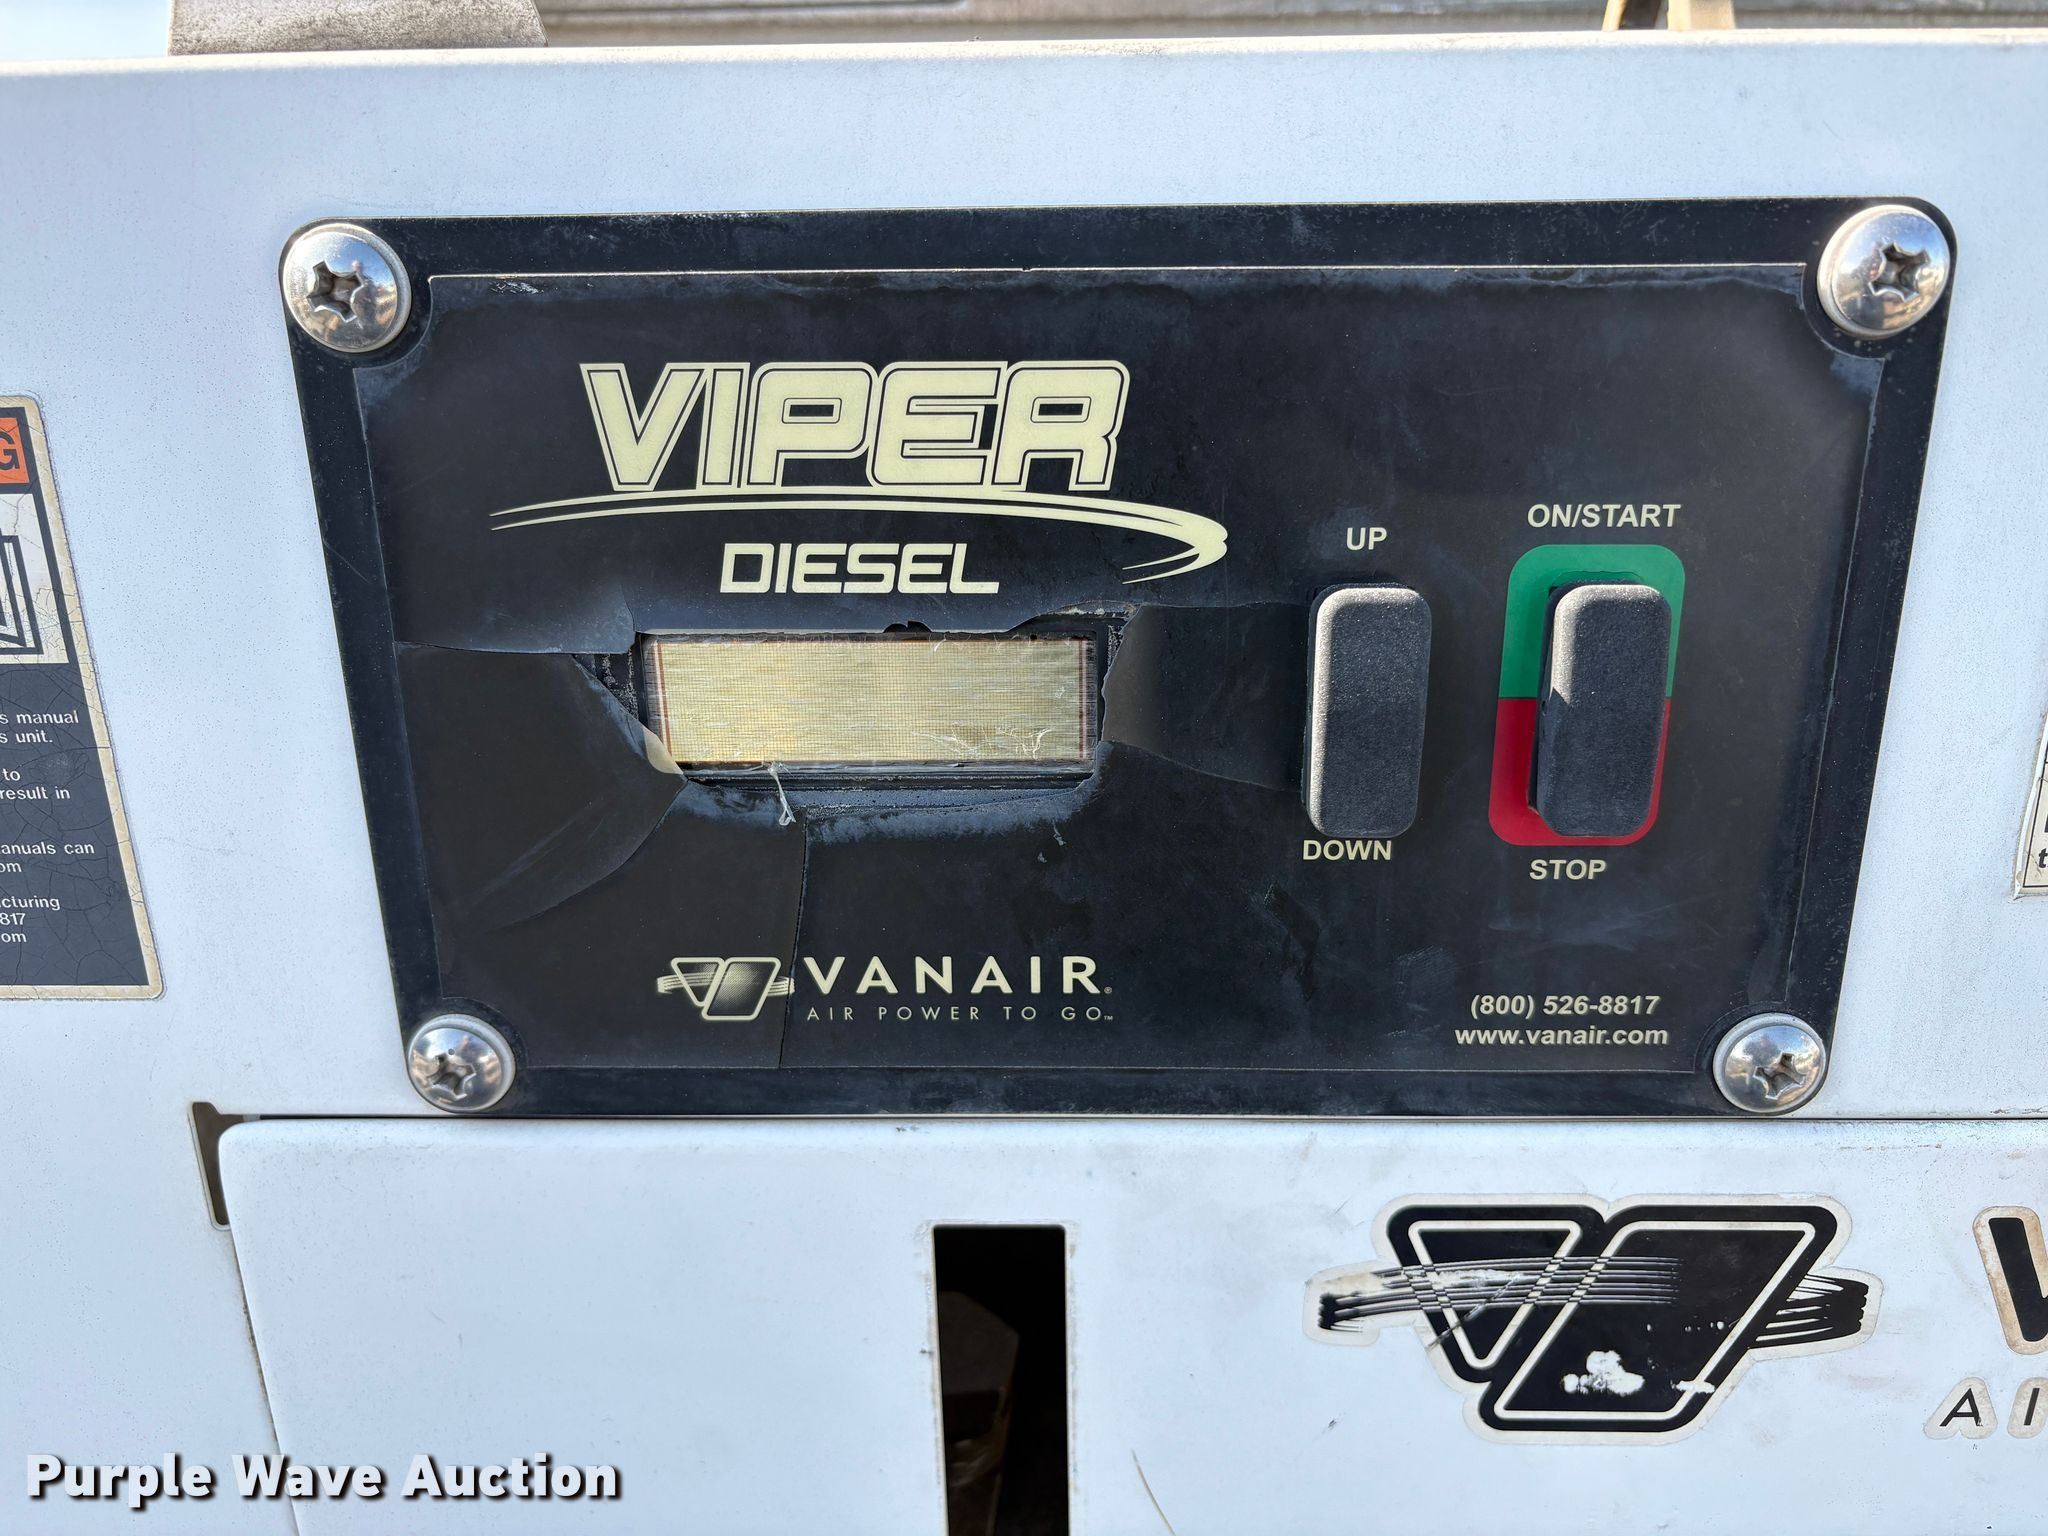 VIPER
DIESEL
UP
ON/START
DOWN
STOP
VANAIR®
AIR POWER TO GO™
(800) 526-8817
www.vanair.com
G
s manual
s unit.
to
result in
anuals can
om
cturing
817
om
Purple Wave Auction